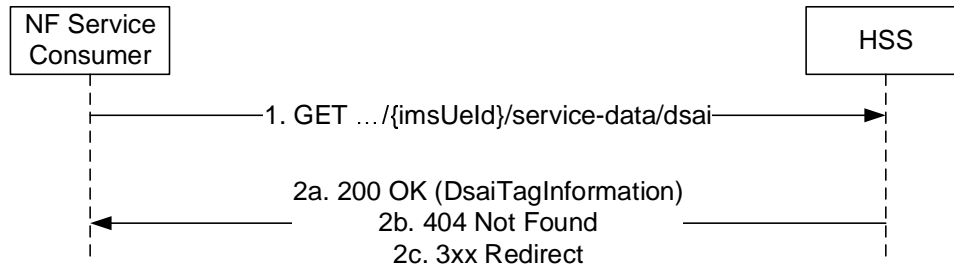 NF Service
Consumer
HSS
1. GET …/{imsUeId}/service-data/dsai
2a. 200 OK (DsaiTagInformation)
2b. 404 Not Found
2c. 3xx Redirect